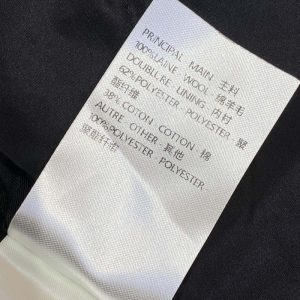 PRINCIPAL . MAIN . 主料
100%LAINE . WOOL . 绵羊毛
DOUBLURE . LINING . 内衬
62%POLYESTER . POLYESTER . 聚
酯纤维
38% COTON . COTTON . 棉
AUTRE . OTHER . 其他
100%POLYESTER . POLYESTER .
聚酯纤毛